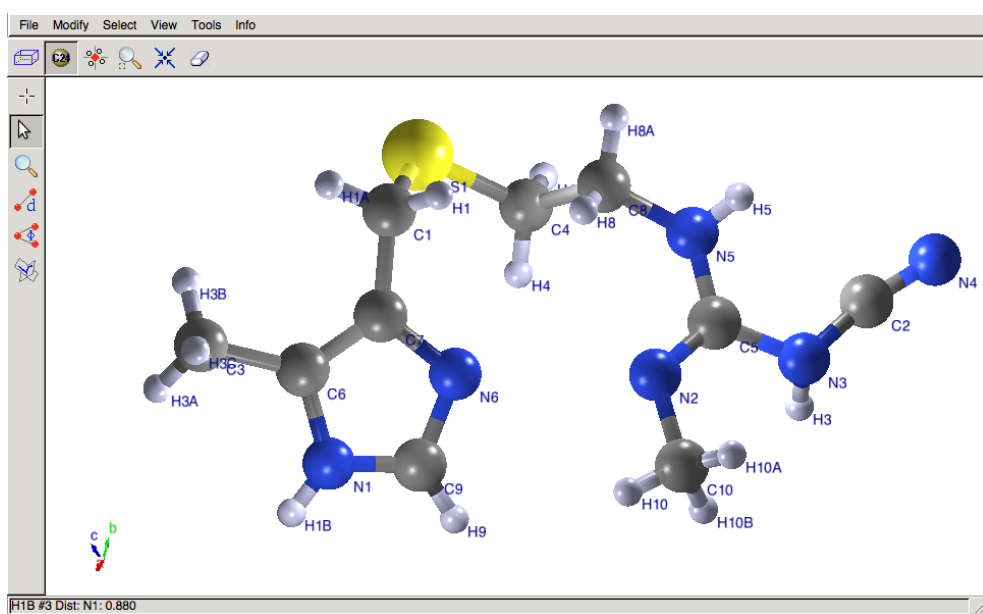 File Modify Select View Tools Info
C24
d
H8A
S1
H1A
H1
H
C8
H8
H5
C1
C4
N5
H4
N4
H3B
C2
C7
C5
H3C
C3
N3
H3A
C6
N6
N2
H3
H10A
N1
C9
C10
H10
H1B
H9
H10B
c b
a
H1B #3 Dist: N1: 0.880